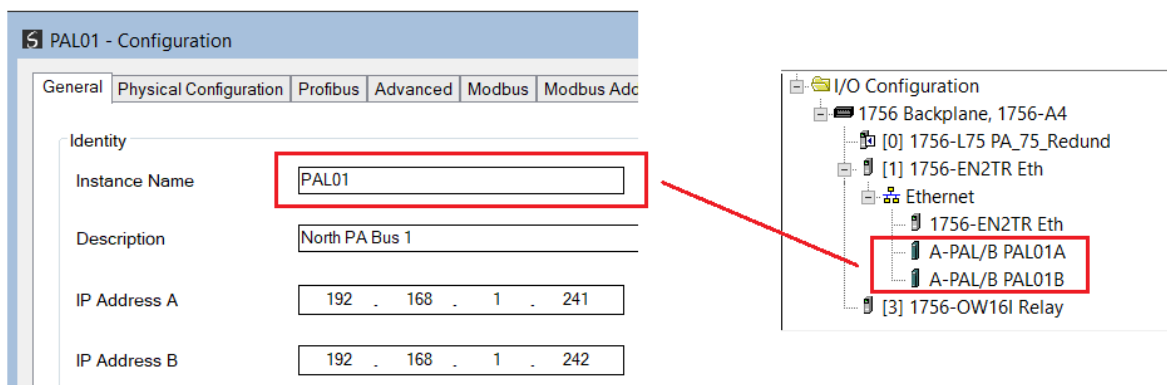 PAL01 - Configuration
General Physical Configuration Profibus Advanced Modbus Modbus Add
Identity
Instance Name PAL01
Description North PA Bus 1
IP Address A 192 . 168 . 1 . 241
IP Address B 192 . 168 . 1 . 242
I/O Configuration
1756 Backplane, 1756-A4
[0] 1756-L75 PA_75_Redund
[1] 1756-EN2TR Eth
Ethernet
1756-EN2TR Eth
A-PAL/B PAL01A
A-PAL/B PAL01B
[3] 1756-OW16I Relay